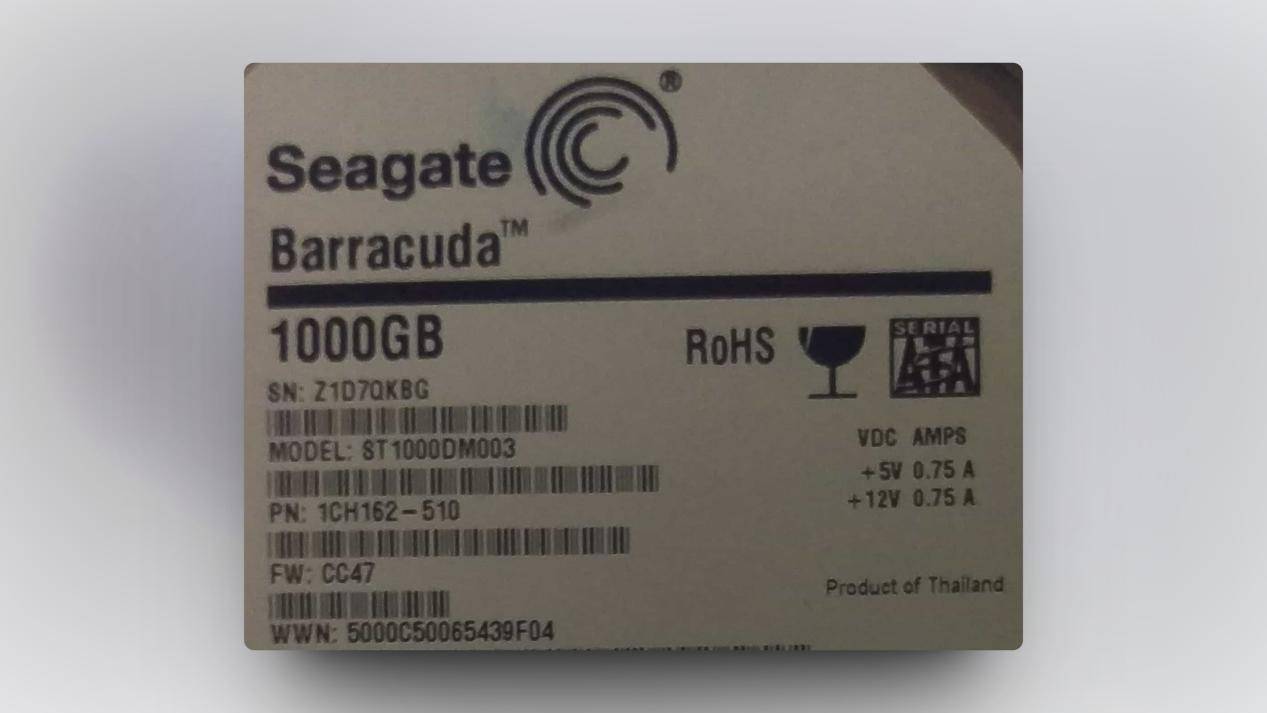 Seagate ®
Barracuda™
1000GB
RoHS
SERIAL
ATA
SN: Z1D7QKBG
MODEL: ST1000DM003
PN: 1CH162-510
FW: CC47
WWN: 5000C50065439F04
VDC AMPS
+5V 0.75 A
+12V 0.75 A
Product of Thailand